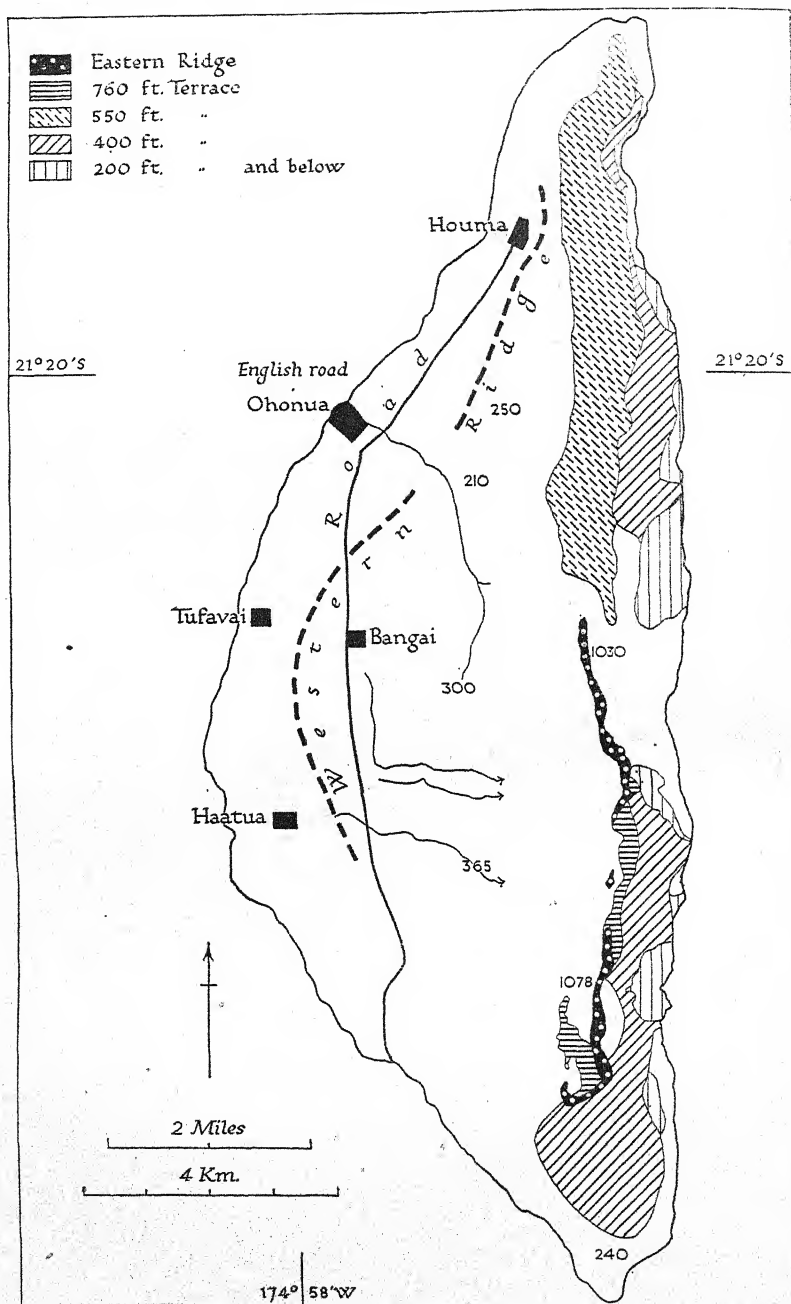 Eastern Ridge
760 ft. Terrace
550 ft. "
400 ft. "
200 ft. " and below
Houma
21°20's
21°20's
English road
Ohonua
Road
Western Ridge
250
210
Tufavai
Bangai
1030
300
Haatua
365
1078
2 Miles
4 Km.
240
174° 58'W